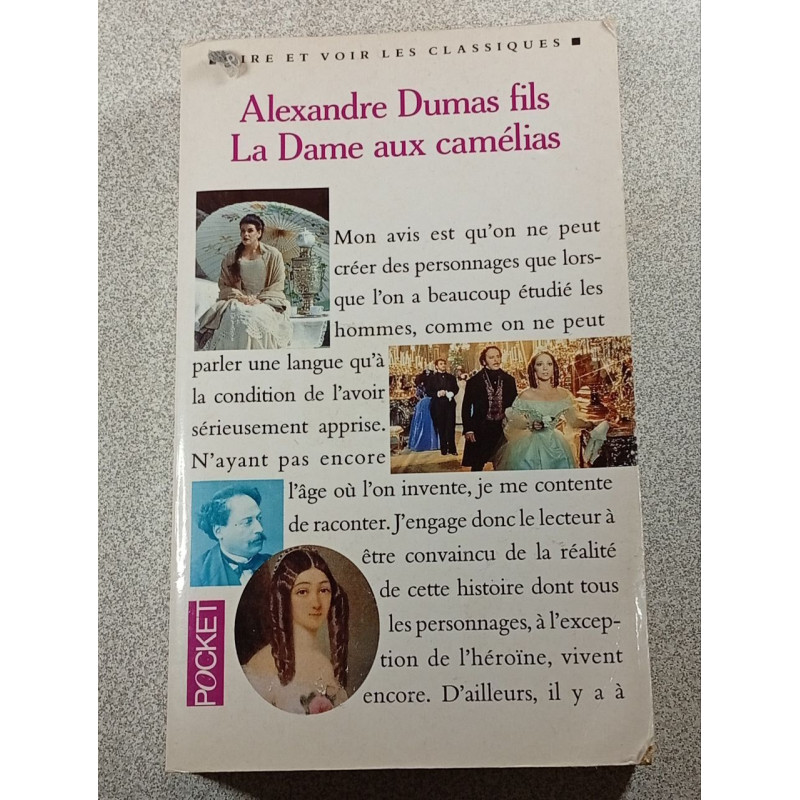 LIRE ET VOIR LES CLASSIQUES
Alexandre Dumas fils
La Dame aux camélias
Mon avis est qu'on ne peut
créer des personnages que lors-
que l'on a beaucoup étudié les
hommes, comme on ne peut
parler une langue qu'à
la condition de l'avoir
sérieusement apprise.
N'ayant pas encore
l'âge où l'on invente, je me contente
de raconter. J'engage donc le lecteur à
être convaincu de la réalité
de cette histoire dont tous
les personnages, à l'excep-
tion de l'héroïne, vivent
encore. D'ailleurs, il y a à
POCKET